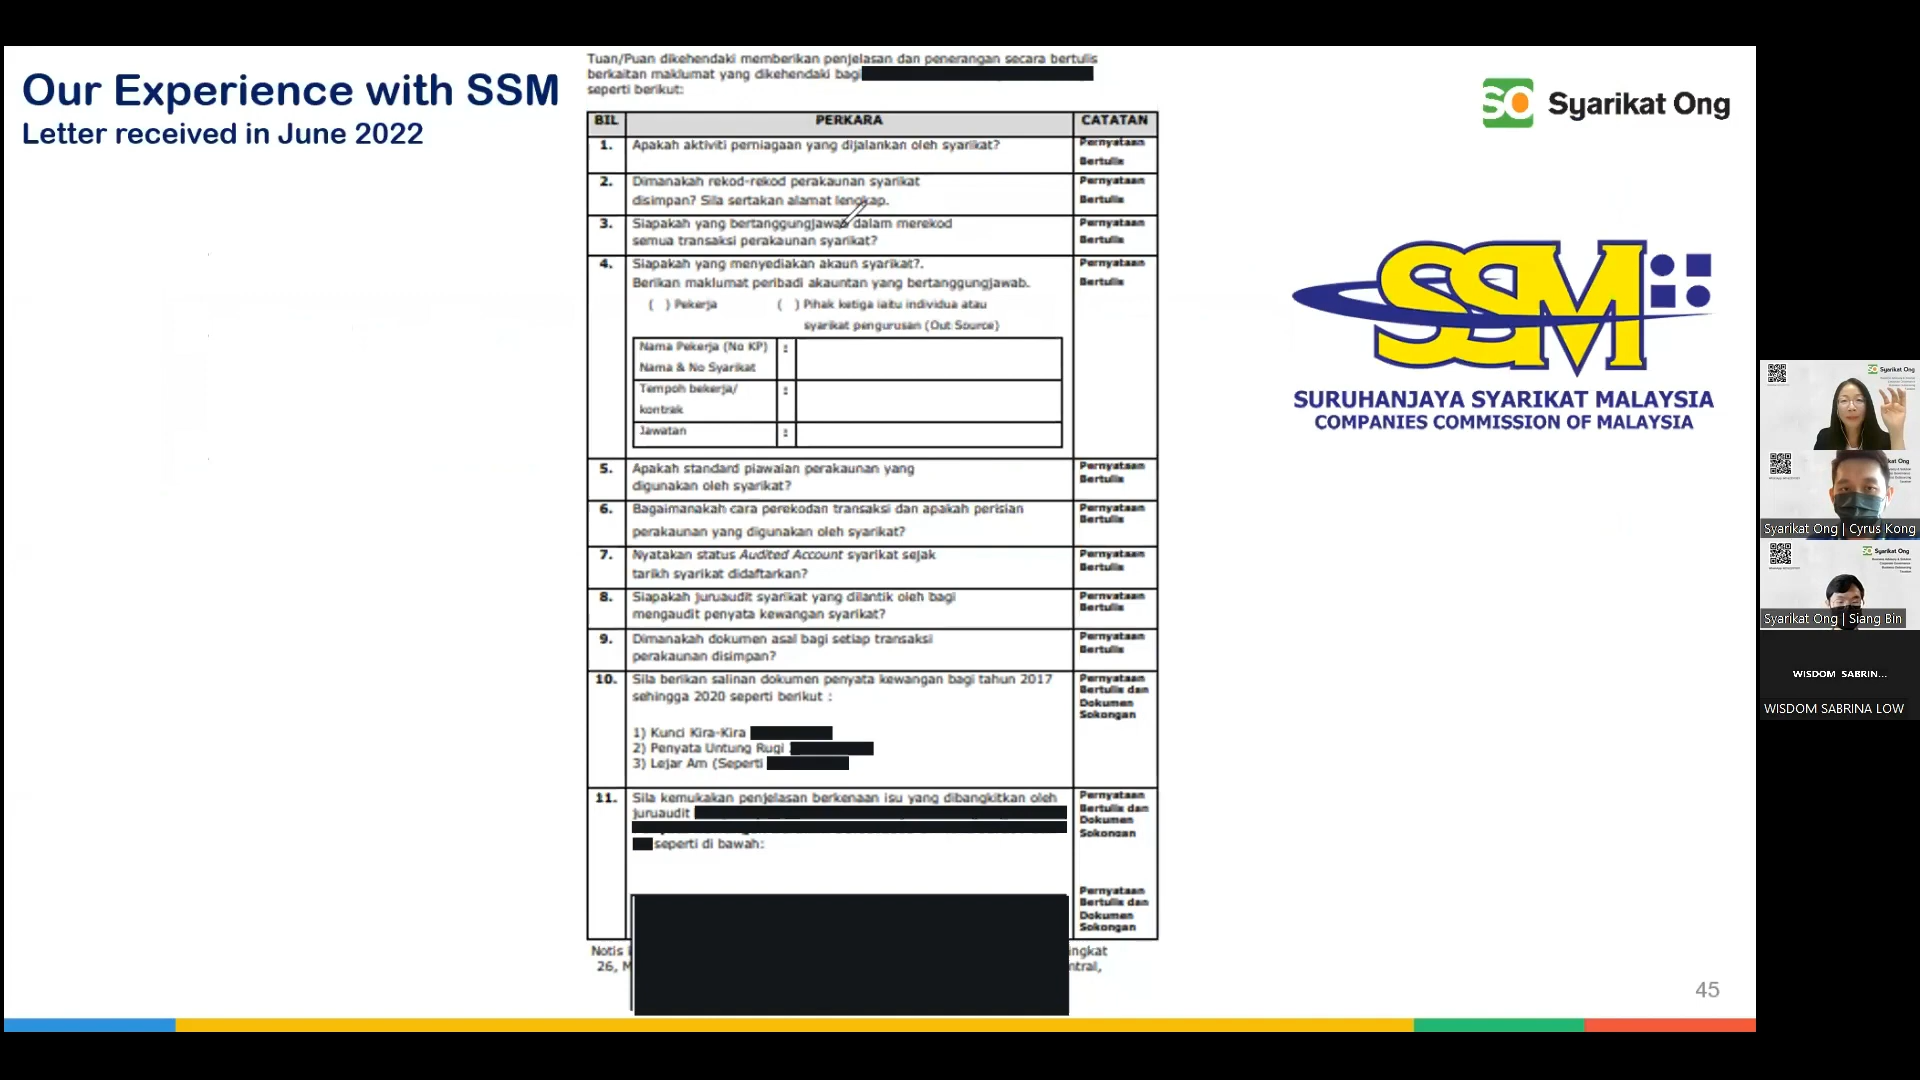 Our Experience with SSM
Letter received in June 2022
Tuan/Puan dikehendaki memberikan penjelasan dan penerangan secara bertulis
berkaitan maklumat yang dikehendaki bagi
seperti berikut:
BIL PERKARA CATATAN
1. Apakah aktiviti perniagaan yang dijalankan oleh syarikat? Pernyataan
Bertulis
2. Dimanakah rekod-rekod perakaunan syarikat Pernyataan
disimpan? Sila sertakan alamat lengkap. Bertulis
3. Siapakah yang bertanggungjawab dalam merekod Pernyataan
semua transaksi perakaunan syarikat? Bertulis
4. Siapakah yang menyediakan akaun syarikat?. Pernyataan
Berikan maklumat peribadi akauntan yang bertanggungjawab. Bertulis
( ) Pekerja ( ) Pihak ketiga iaitu individua atau
syarikat pengurusan (Out Source)
Nama Pekerja (No KP) :
Nama & No Syarikat
Tempoh bekerja/ :
kontrak
Jawatan :
5. Apakah standard piawaian perakaunan yang Pernyataan
digunakan oleh syarikat? Bertulis
6. Bagaimanakah cara perekodan transaksi dan apakah perisian Pernyataan
perakaunan yang digunakan oleh syarikat? Bertulis
7. Nyatakan status Audited Account syarikat sejak Pernyataan
tarikh syarikat didaftarkan? Bertulis
8. Siapakah juruaudit syarikat yang dilantik oleh bagi Pernyataan
mengaudit penyata kewangan syarikat? Bertulis
9. Dimanakah dokumen asal bagi setiap transaksi Pernyataan
perakaunan disimpan? Bertulis
10. Sila berikan salinan dokumen penyata kewangan bagi tahun 2017 Pernyataan
sehingga 2020 seperti berikut : Bertulis dan
Dokumen
Sokongan
1) Kunci Kira-Kira
2) Penyata Untung Rugi
3) Lejar Am (Seperti
11. Sila kemukakan penjelasan berkenaan isu yang dibangkitkan oleh Pernyataan
juruaudit Bertulis dan
Dokumen
Sokongan
seperti di bawah:
Pernyataan
Bertulis dan
Dokumen
Sokongan
Notis
26,
Syarikat Ong
SSM
SURUHANJAYA SYARIKAT MALAYSIA
COMPANIES COMMISSION OF MALAYSIA
45
Syarikat Ong
Syarikat Ong | Cyrus Kong
Syarikat Ong
Syarikat Ong | Siang Bin
WISDOM SABRIN...
WISDOM SABRINA LOW